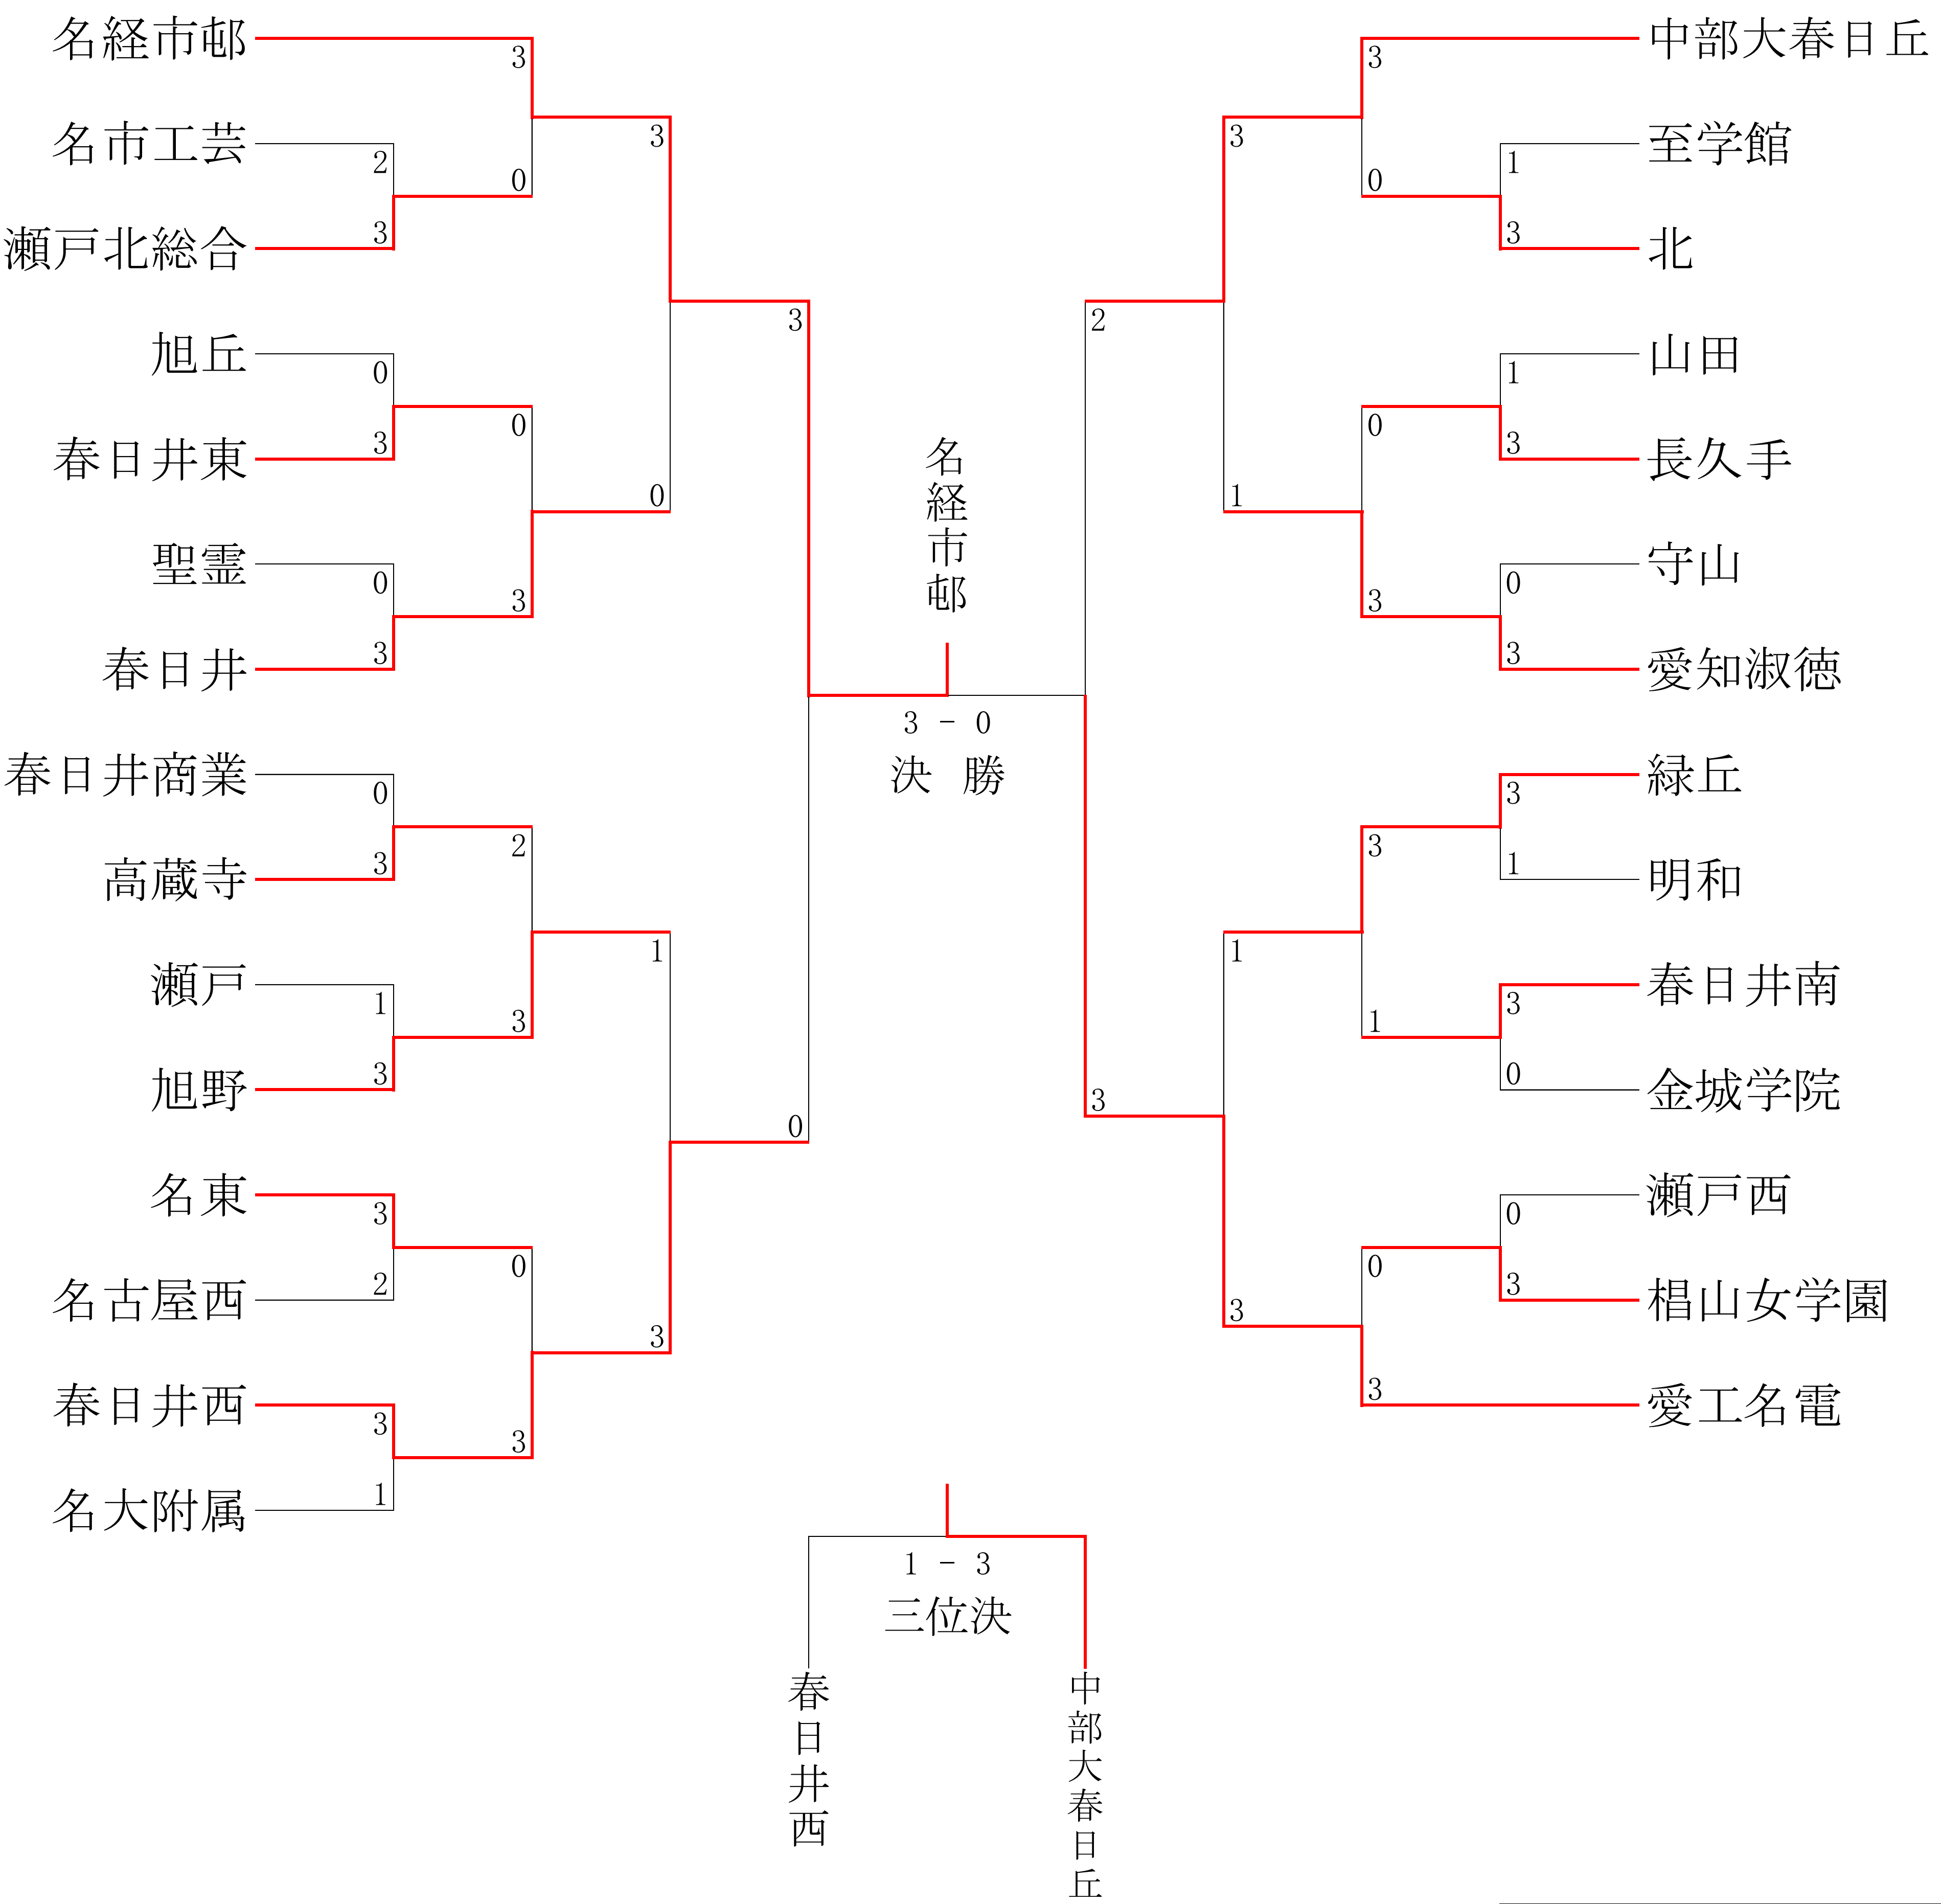 名経市邨
3
名市工芸
2
0
3
瀬戸北総合
3
旭丘
0
0
春日井東
3
0
聖霊
0
3
春日井
3
3
春日井商業
0
2
高蔵寺
3
1
瀬戸
1
3
旭野
3
0
名東
3
0
名古屋西
2
3
春日井西
3
3
名大附属
1
名経市邨
3 - 0
決 勝
1 - 3
三位決
春日井西
中部大春日丘
中部大春日丘
3
3
至学館
1
0
北
3
2
山田
1
0
長久手
3
1
守山
0
3
愛知淑徳
3
緑丘
3
3
明和
1
1
春日井南
3
1
金城学院
0
3
瀬戸西
0
0
椙山女学園
3
3
愛工名電
3